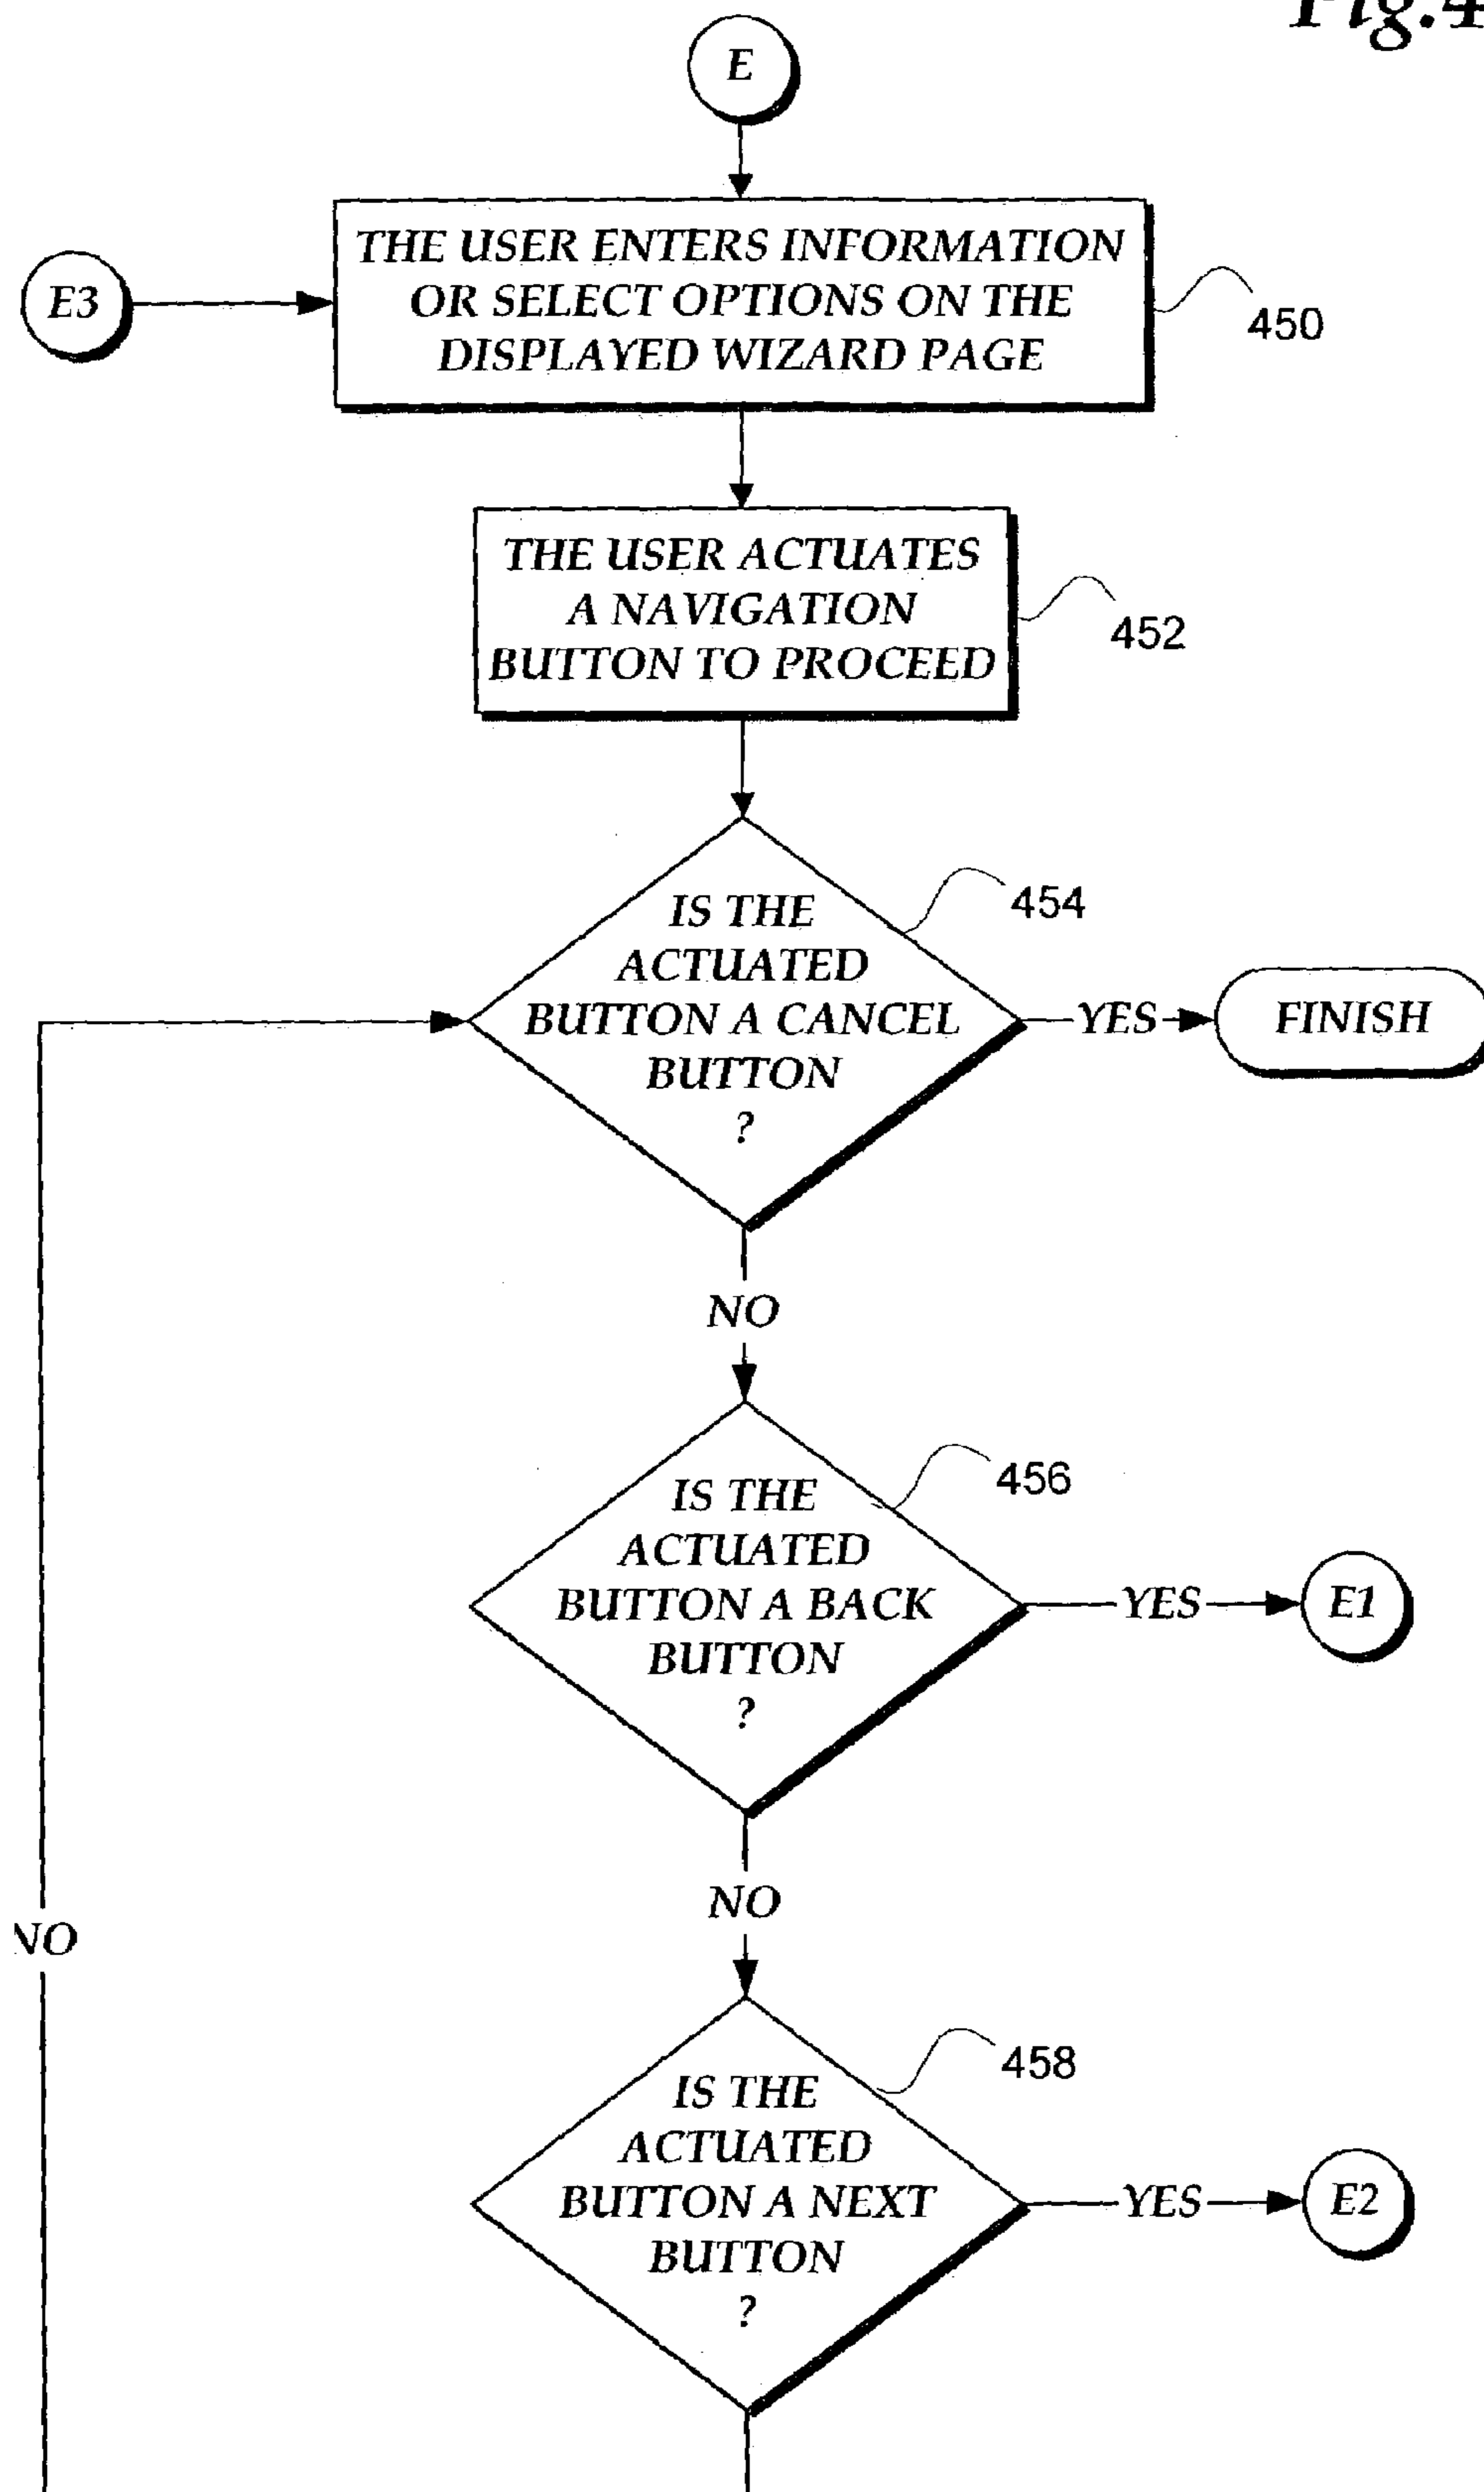 Fig.4
E
THE USER ENTERS INFORMATION
OR SELECT OPTIONS ON THE
DISPLAYED WIZARD PAGE
E3
450
THE USER ACTUATES
A NAVIGATION
BUTTON TO PROCEED
452
IS THE
ACTUATED
BUTTON A CANCEL
BUTTON
?
454
YES
FINISH
NO
IS THE
ACTUATED
BUTTON A BACK
BUTTON
?
456
YES
E1
NO
NO
IS THE
ACTUATED
BUTTON A NEXT
BUTTON
?
458
YES
E2